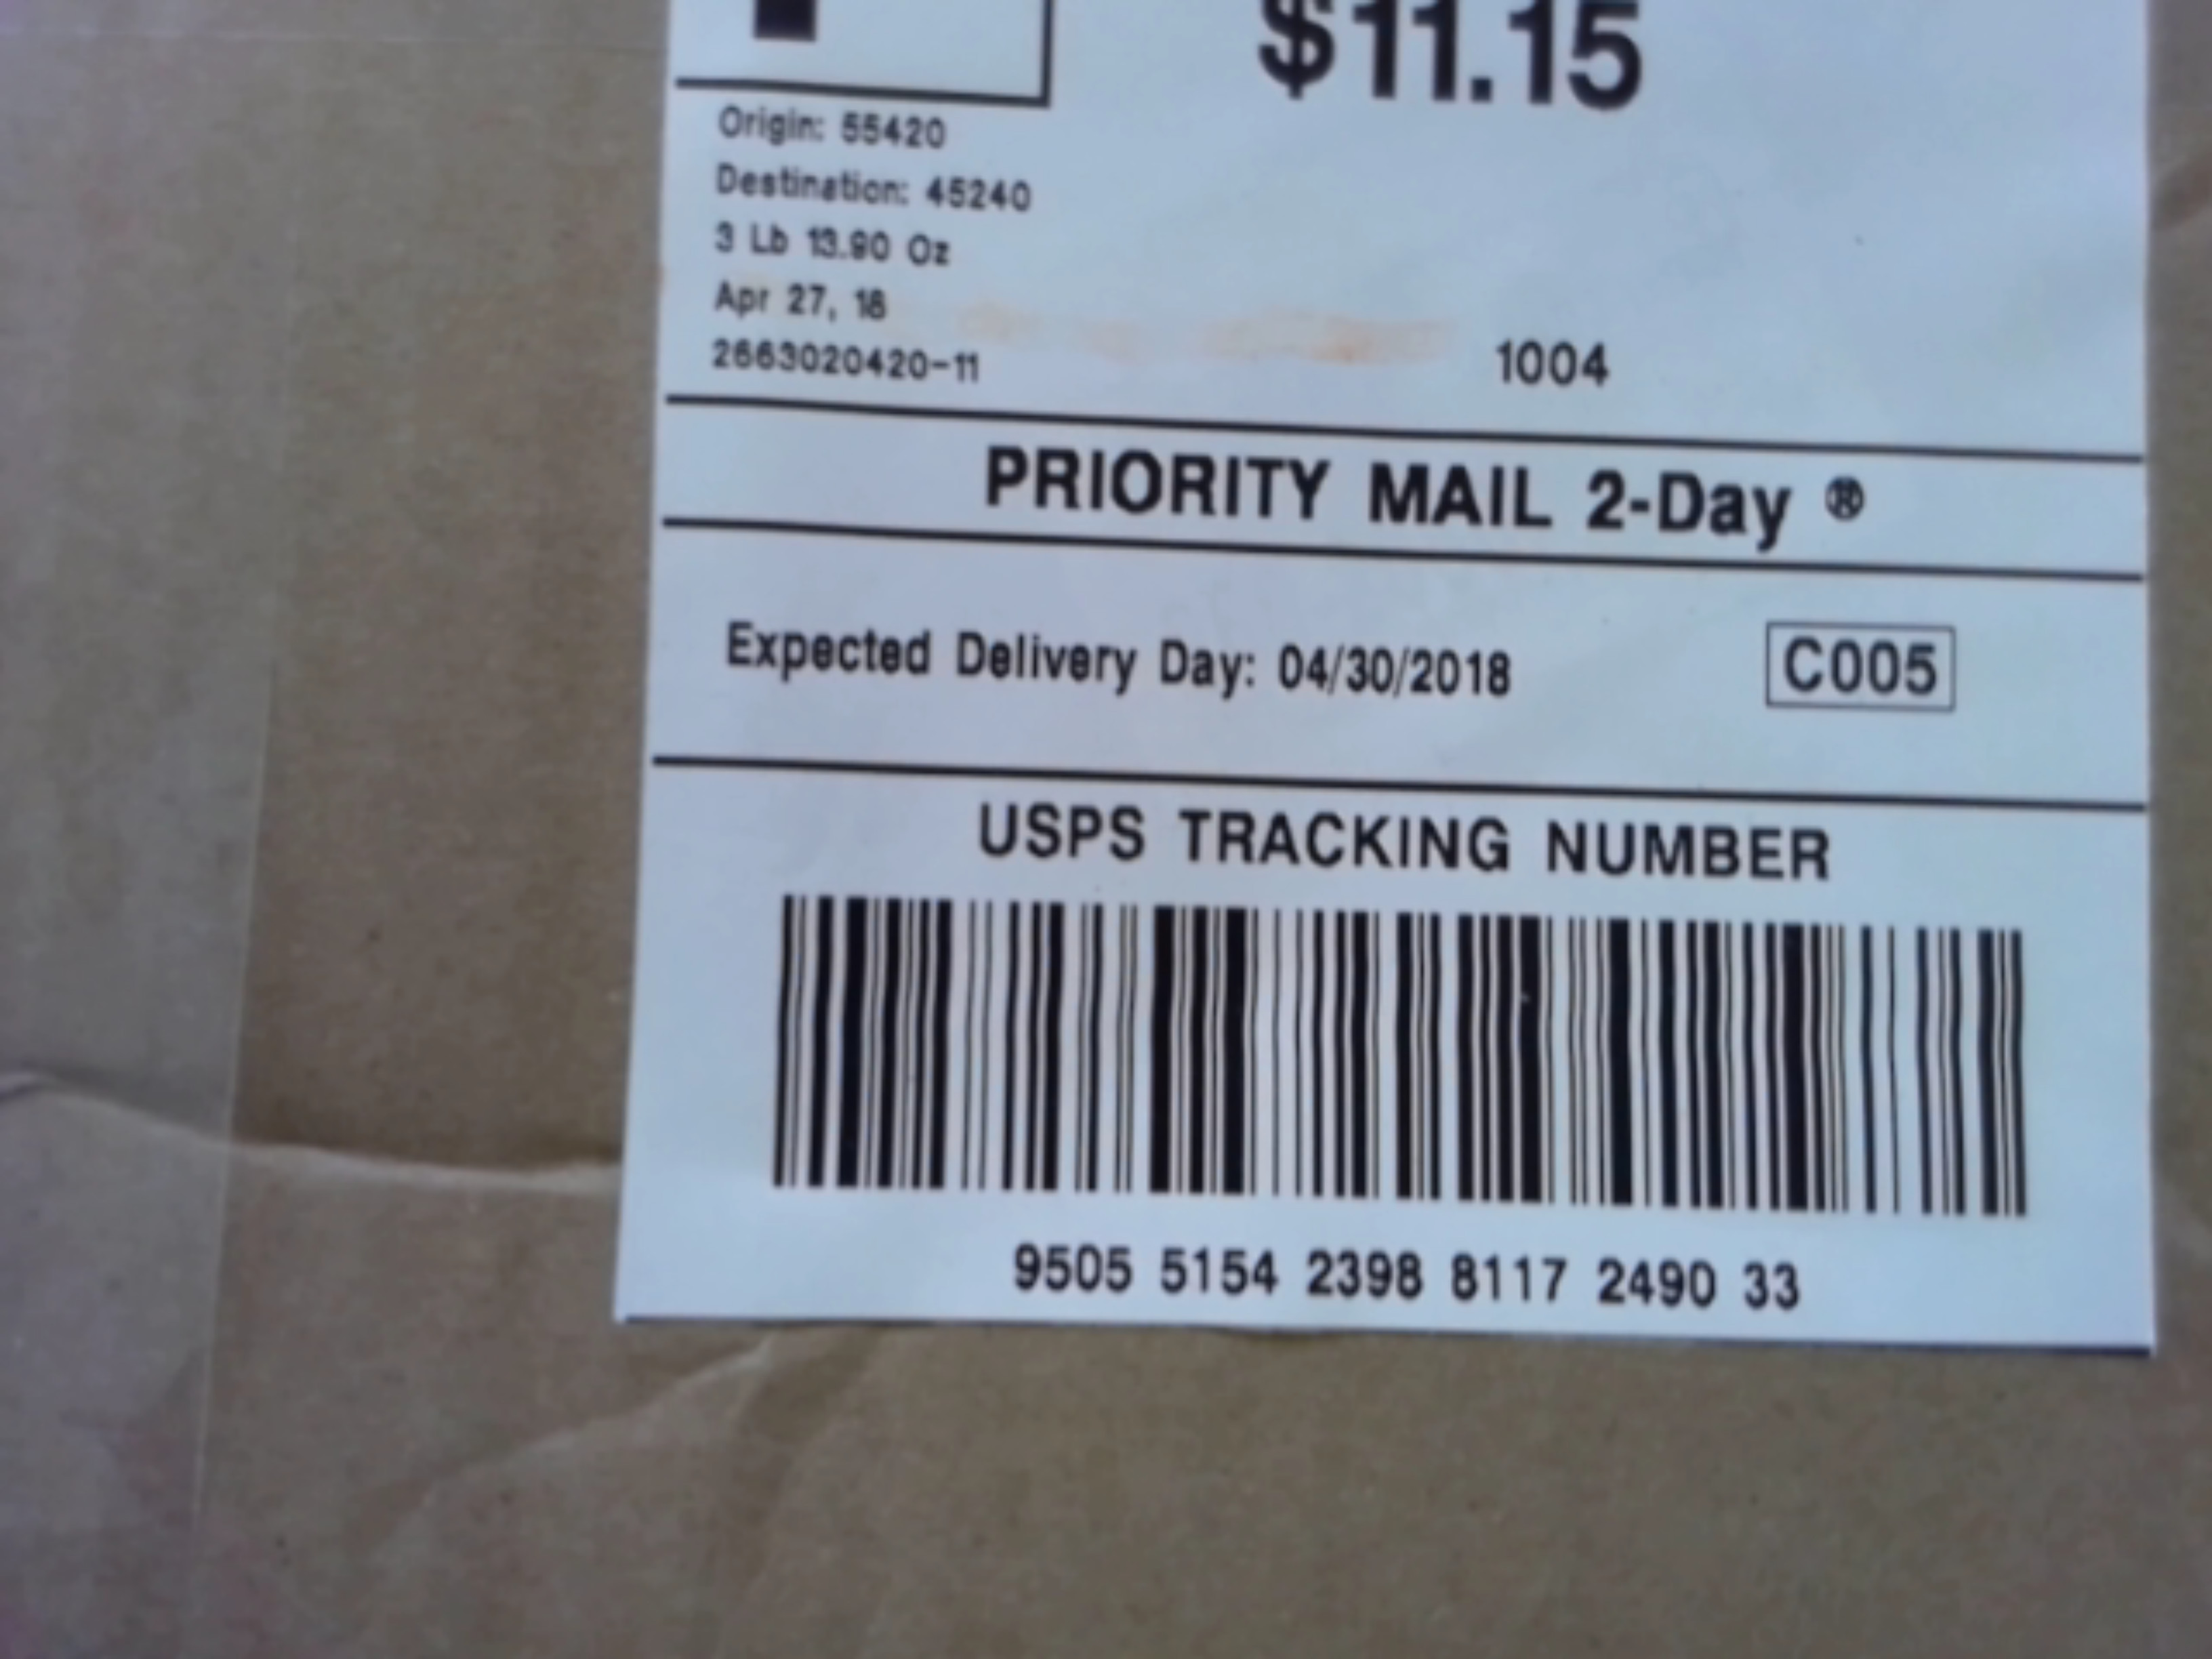 $11.15
Origin: 55420
Destination: 45240
3 Lb 13.90 Oz
Apr 27, 18
2663020420-11
1004
PRIORITY MAIL 2-Day ®
Expected Delivery Day: 04/30/2018
C005
USPS TRACKING NUMBER
9505 5154 2398 8117 2490 33